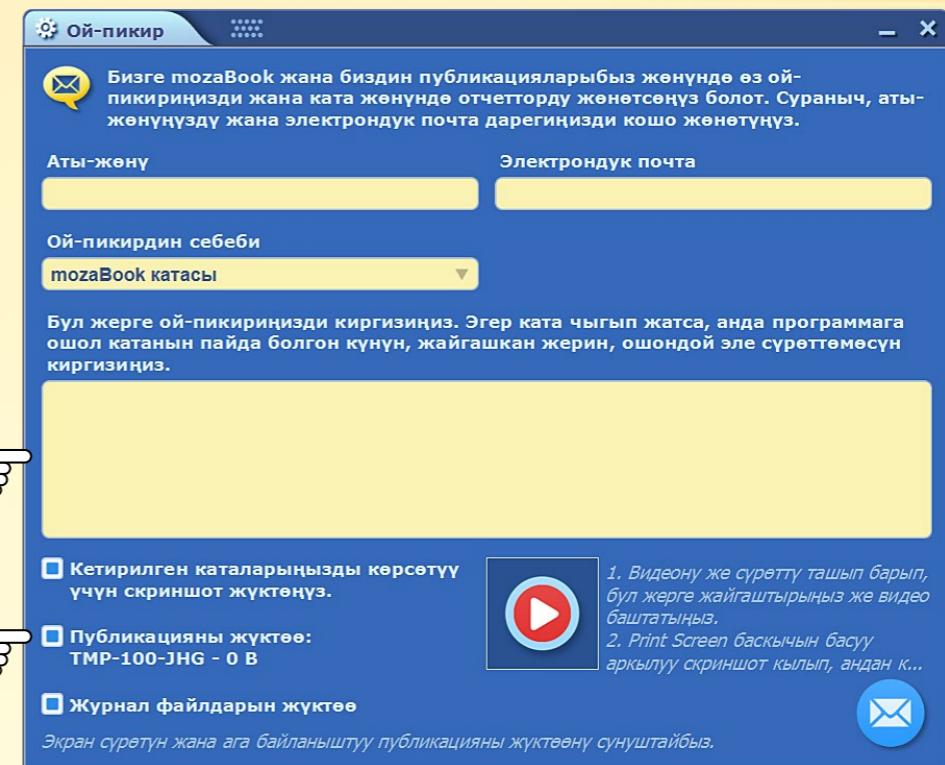 Ой-пикир
Бизге mozaBook жана биздин публикацияларыбыз жөнүндө өз ой-
пикириңизди жана ката жөнүндө отчетторду жөнөтсөңүз болот. Сураныч, аты-
жөнүңүздү жана электрондук почта дарегиңизди кошо жөнөтүңүз.
Аты-жөнү
Электрондук почта
Ой-пикирдин себеби
mozaBook катасы
Бул жерге ой-пикириңизди киргизиңиз. Эгер ката чыгып жатса, анда программага
ошол катанын пайда болгон күнүн, жайгашкан жерин, ошондой эле сүрөттөмөсүн
киргизиңиз.
Кетирилген каталарыңызды көрсөтүү
үчүн скриншот жүктөңүз.
Публикацияны жүктөө:
TMP-100-JHG - 0 B
Журнал файлдарын жүктөө
1. Видеону же сүрөттү ташып барып,
бул жерге жайгаштырыңыз же видео
баштатыңыз.
2. Print Screen баскычын басуу
аркылуу скриншот кылып, андан к...
Экран сүрөтүн жана ага байланыштуу публикацияны жүктөөнү сунуштайбыз.